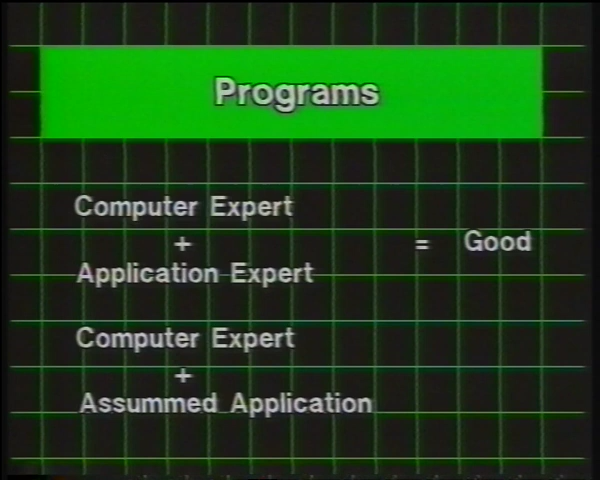 Programs
Computer Expert
+
= Good
Application Expert
Computer Expert
+
Assummed Application